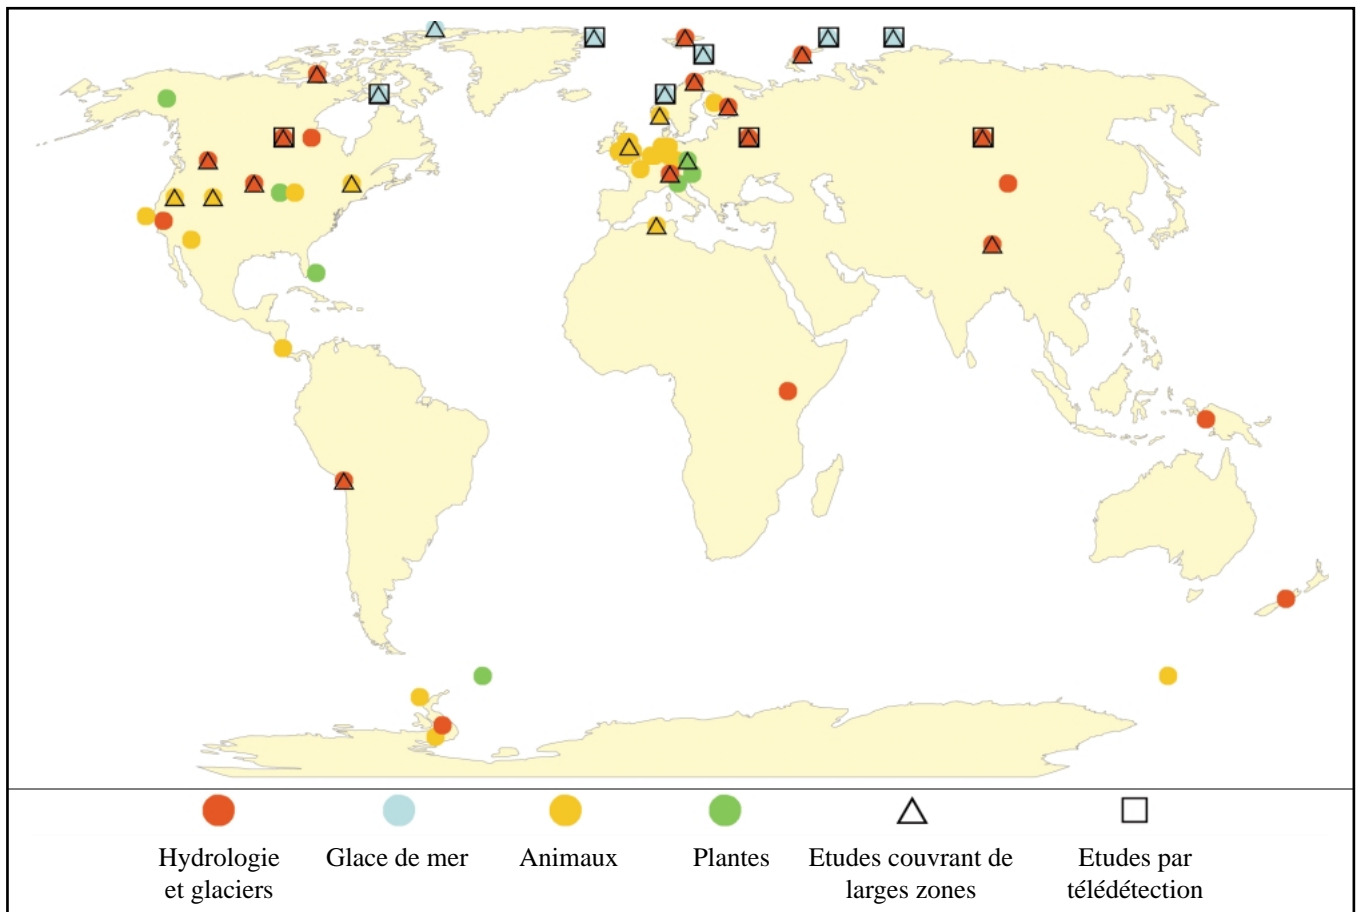 Hydrologie
et glaciers
Glace de mer
Animaux
Plantes
Etudes couvrant de
larges zones
Etudes par
télédétection